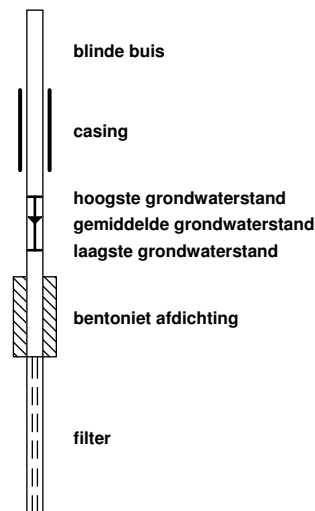 blinde buis
casing
hoogste grondwaterstand
gemiddelde grondwaterstand
laagste grondwaterstand
bentoniet afdichting
filter